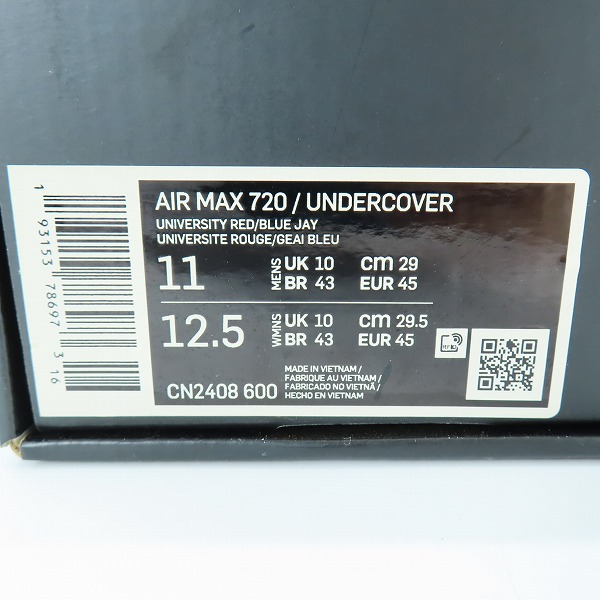 AIR MAX 720 / UNDERCOVER
UNIVERSITY RED/BLUE JAY
UNIVERSITE ROUGE/GEAI BLEU
11 MENS UK 10 cm 29
BR 43 EUR 45
12.5 WMNS UK 10 cm 29.5
BR 43 EUR 45
CN2408 600
MADE IN VIETNAM /
FABRIQUE AU VIETNAM /
FABRICADO NO VIETNÃ /
HECHO EN VIETNAM
RFID
1 93153 78697 3 16